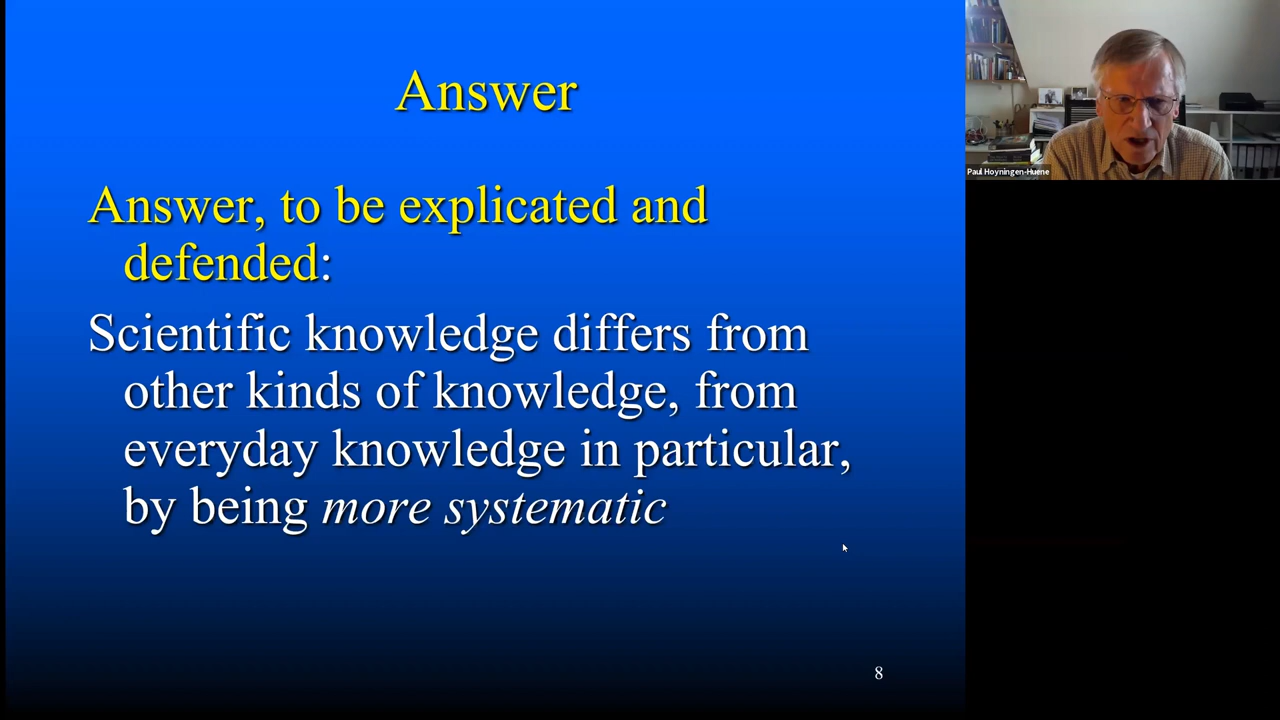 Answer
Answer, to be explicated and
defended:
Scientific knowledge differs from
other kinds of knowledge, from
everyday knowledge in particular,
by being more systematic
8
Paul Hoyningen-Huene